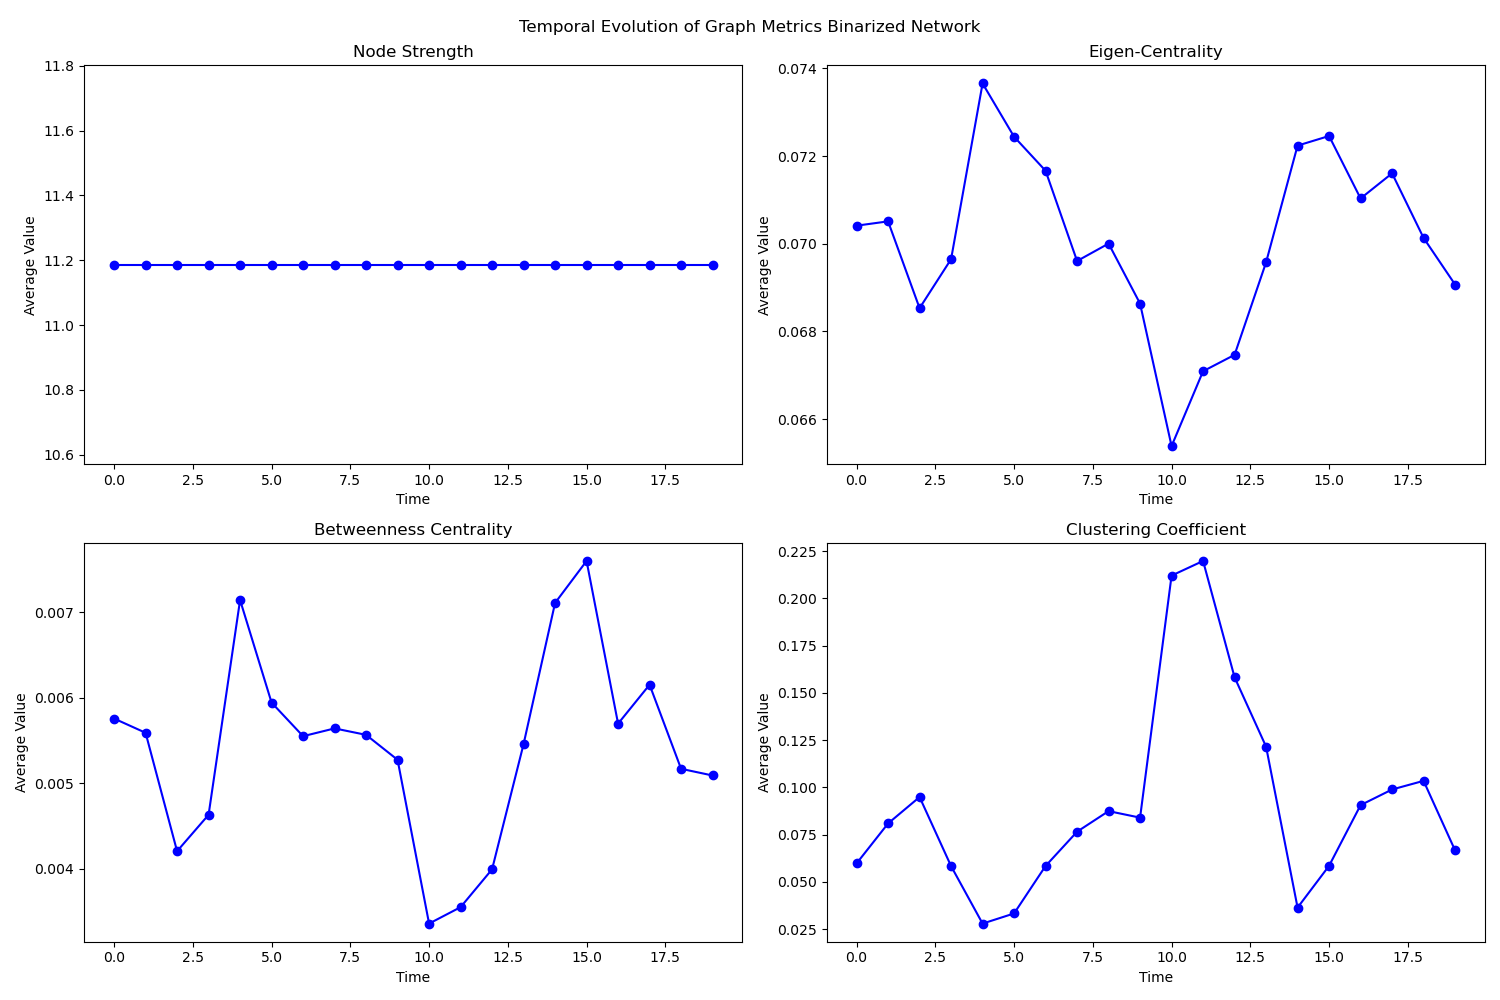 Temporal Evolution of Graph Metrics Binarized Network
Node Strength
11.8
11.6
11.4
11.2
11.0
10.8
10.6
Average Value
0.0 2.5 5.0 7.5 10.0 12.5 15.0 17.5
Time
Eigen-Centrality
0.074
0.072
0.070
0.068
0.066
Average Value
0.0 2.5 5.0 7.5 10.0 12.5 15.0 17.5
Time
Betweenness Centrality
0.007
0.006
0.005
0.004
Average Value
0.0 2.5 5.0 7.5 10.0 12.5 15.0 17.5
Time
Clustering Coefficient
0.225
0.200
0.175
0.150
0.125
0.100
0.075
0.050
0.025
Average Value
0.0 2.5 5.0 7.5 10.0 12.5 15.0 17.5
Time